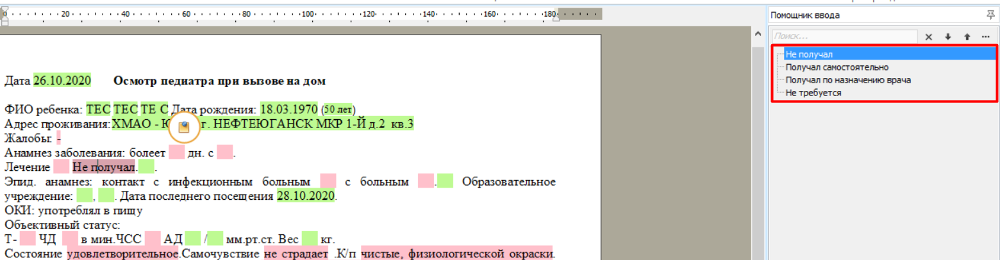 0 20 40 60 80 100 120 140 160 180
Помощник ввода
Поиск...
Не получал
Получал самостоятельно
Получал по назначению врача
Не требуется
Дата 26.10.2020 Осмотр педиатра при вызове на дом
ФИО ребенка: ТЕС ТЕС ТЕ С Дата рождения: 18.03.1970 (50 лет)
Адрес проживания: ХМАО - г. НЕФТЕЮГАНСК МКР 1-Й д.2 кв.3
Жалобы: -
Анамнез заболевания: болеет дн. с .
Лечение Не получал. .
Эпид. анамнез: контакт с инфекционным больным с больным . Образовательное
учреждение: , . Дата последнего посещения 28.10.2020.
ОКИ: употреблял в пищу
Объективный статус:
Т- ЧД в мин.ЧСС АД / мм.рт.ст. Вес кг.
Состояние удовлетворительное.Самочувствие не страдает .К/п чистые, физиологической окраски.